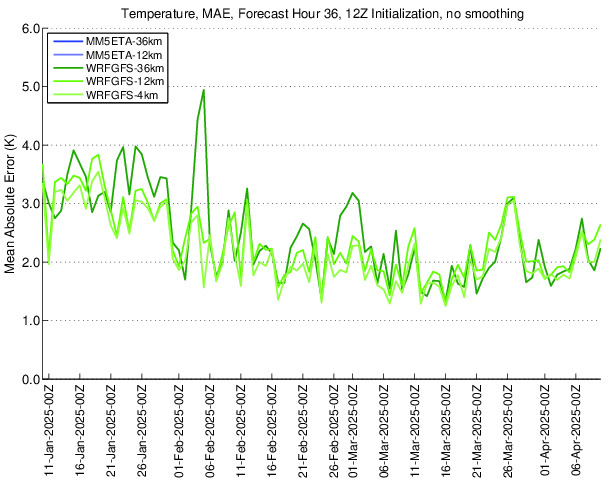 Temperature, MAE, Forecast Hour 36, 12Z Initialization, no smoothing
6.0
5.0
4.0
3.0
2.0
1.0
0.0
Mean Absolute Error (K)
MM5ETA-36km
MM5ETA-12km
WRFGFS-36km
WRFGFS-12km
WRFGFS-4km
11-Jan-2025-00Z
16-Jan-2025-00Z
21-Jan-2025-00Z
26-Jan-2025-00Z
01-Feb-2025-00Z
06-Feb-2025-00Z
11-Feb-2025-00Z
16-Feb-2025-00Z
21-Feb-2025-00Z
26-Feb-2025-00Z
01-Mar-2025-00Z
06-Mar-2025-00Z
11-Mar-2025-00Z
16-Mar-2025-00Z
21-Mar-2025-00Z
26-Mar-2025-00Z
01-Apr-2025-00Z
06-Apr-2025-00Z